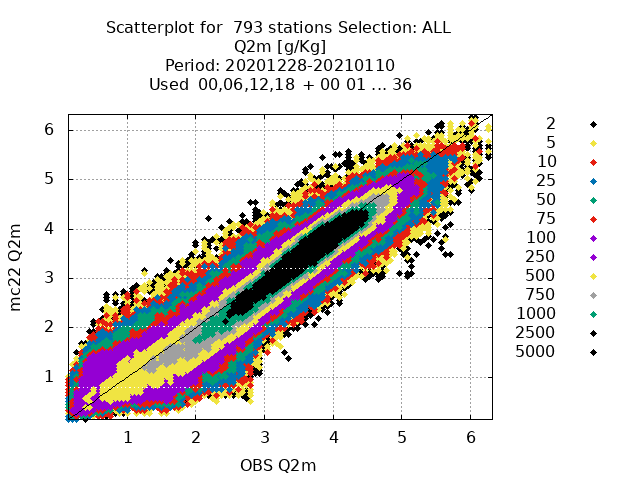 Scatterplot for  793 stations Selection: ALL
Q2m [g/Kg]
Period: 20201228-20210110
Used  00,06,12,18  + 00 01 ... 36
6
5
4
3
2
1
mc22 Q2m
1 2 3 4 5 6
OBS Q2m
2
5
10
25
50
75
100
250
500
750
1000
2500
5000